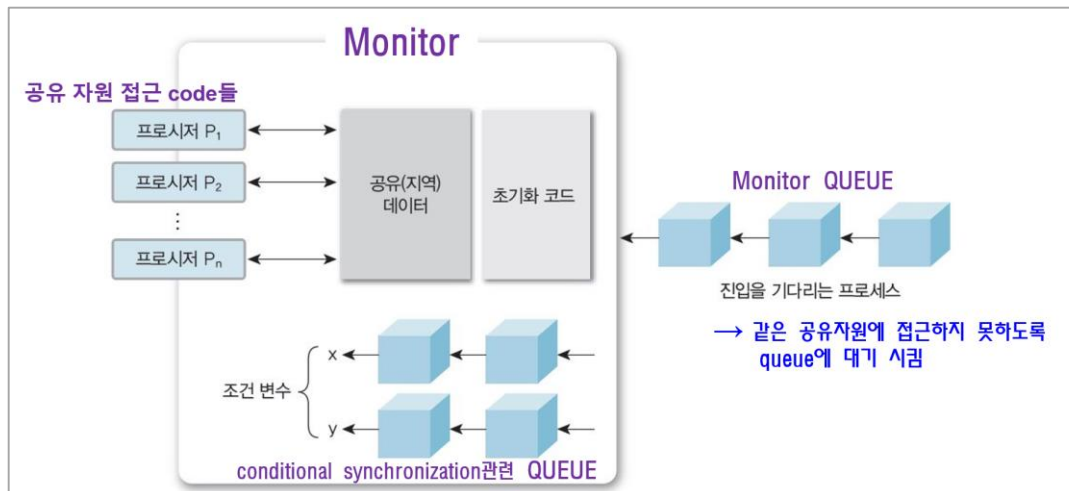 Monitor
공유 자원 접근 code들
프로시저 P₁
프로시저 P₂
⋮
프로시저 Pₙ
공유(지역)
데이터
초기화 코드
Monitor QUEUE
진입을 기다리는 프로세스
→ 같은 공유자원에 접근하지 못하도록
queue에 대기 시킴
조건 변수
x
y
conditional synchronization관련 QUEUE